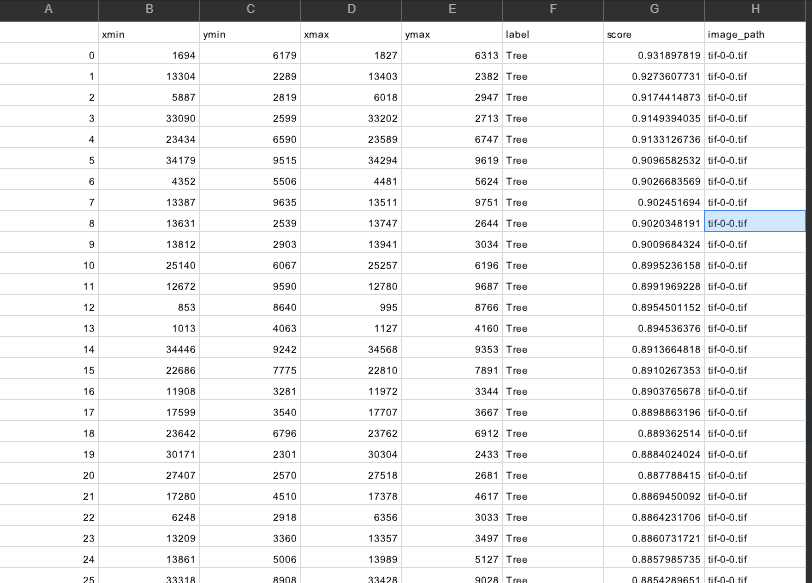 A B C D E F G H
xmin ymin xmax ymax label score image_path
0 1694 6179 1827 6313 Tree 0.931897819 tif-0-0.tif
1 13304 2289 13403 2382 Tree 0.9273607731 tif-0-0.tif
2 5887 2819 6018 2947 Tree 0.9174414873 tif-0-0.tif
3 33090 2599 33202 2713 Tree 0.9149394035 tif-0-0.tif
4 23434 6590 23589 6747 Tree 0.9133126736 tif-0-0.tif
5 34179 9515 34294 9619 Tree 0.9096582532 tif-0-0.tif
6 4352 5506 4481 5624 Tree 0.9026683569 tif-0-0.tif
7 13387 9635 13511 9751 Tree 0.902451694 tif-0-0.tif
8 13631 2539 13747 2644 Tree 0.9020348191 tif-0-0.tif
9 13812 2903 13941 3034 Tree 0.9009684324 tif-0-0.tif
10 25140 6067 25257 6196 Tree 0.8995236158 tif-0-0.tif
11 12672 9590 12780 9687 Tree 0.8991969228 tif-0-0.tif
12 853 8640 995 8766 Tree 0.8954501152 tif-0-0.tif
13 1013 4063 1127 4160 Tree 0.894536376 tif-0-0.tif
14 34446 9242 34568 9353 Tree 0.8913664818 tif-0-0.tif
15 22686 7775 22810 7891 Tree 0.8910267353 tif-0-0.tif
16 11908 3281 11972 3344 Tree 0.8903765678 tif-0-0.tif
17 17599 3540 17707 3667 Tree 0.8898863196 tif-0-0.tif
18 23642 6796 23762 6912 Tree 0.889362514 tif-0-0.tif
19 30171 2301 30304 2433 Tree 0.8884024024 tif-0-0.tif
20 27407 2570 27518 2681 Tree 0.887788415 tif-0-0.tif
21 17280 4510 17378 4617 Tree 0.8869450092 tif-0-0.tif
22 6248 2918 6356 3033 Tree 0.8864231706 tif-0-0.tif
23 13209 3360 13357 3497 Tree 0.8860731721 tif-0-0.tif
24 13861 5006 13989 5127 Tree 0.8857985735 tif-0-0.tif
25 33318 8908 33428 9028 Tree 0.8854289651 tif-0-0.tif